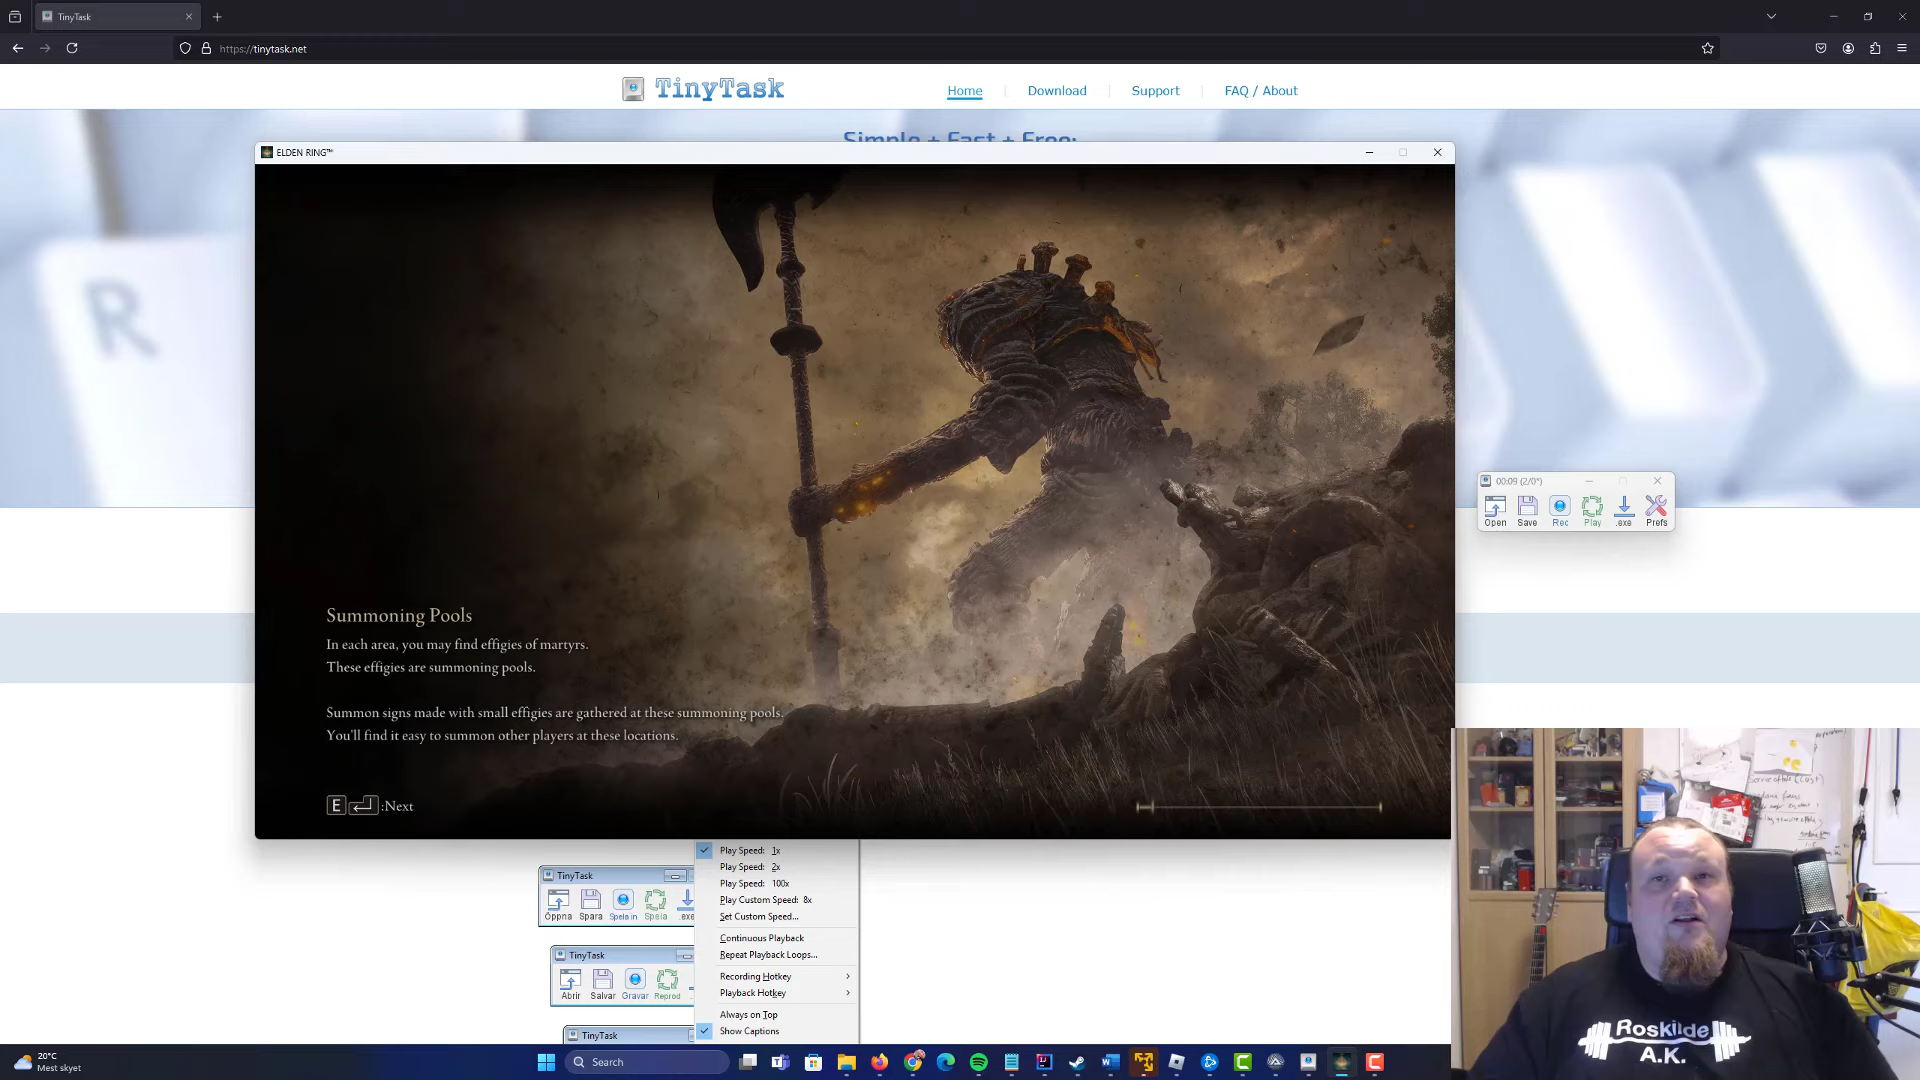 TinyTask
https://tinytask.net
TinyTask
Home
Download
Support
FAQ / About
Simple + Fast + Free:
ELDEN RING™
R
00:09 (2/0*)
Open
Save
Rec
Play
.exe
Prefs
Summoning Pools
In each area, you may find effigies of martyrs.
These effigies are summoning pools.
Summon signs made with small effigies are gathered at these summoning pools.
You'll find it easy to summon other players at these locations.
E :Next
Play Speed: 1x
Play Speed: 2x
Play Speed: 100x
Play Custom Speed: 8x
Set Custom Speed...
Continuous Playback
Repeat Playback Loops...
Recording Hotkey
Playback Hotkey
Always on Top
Show Captions
TinyTask
Öppna
Spara
Spela in
Spela
.exe
TinyTask
Abrir
Salvar
Gravar
Reprod
TinyTask
Roskilde
A.K.
20°C
Mest skyet
Search